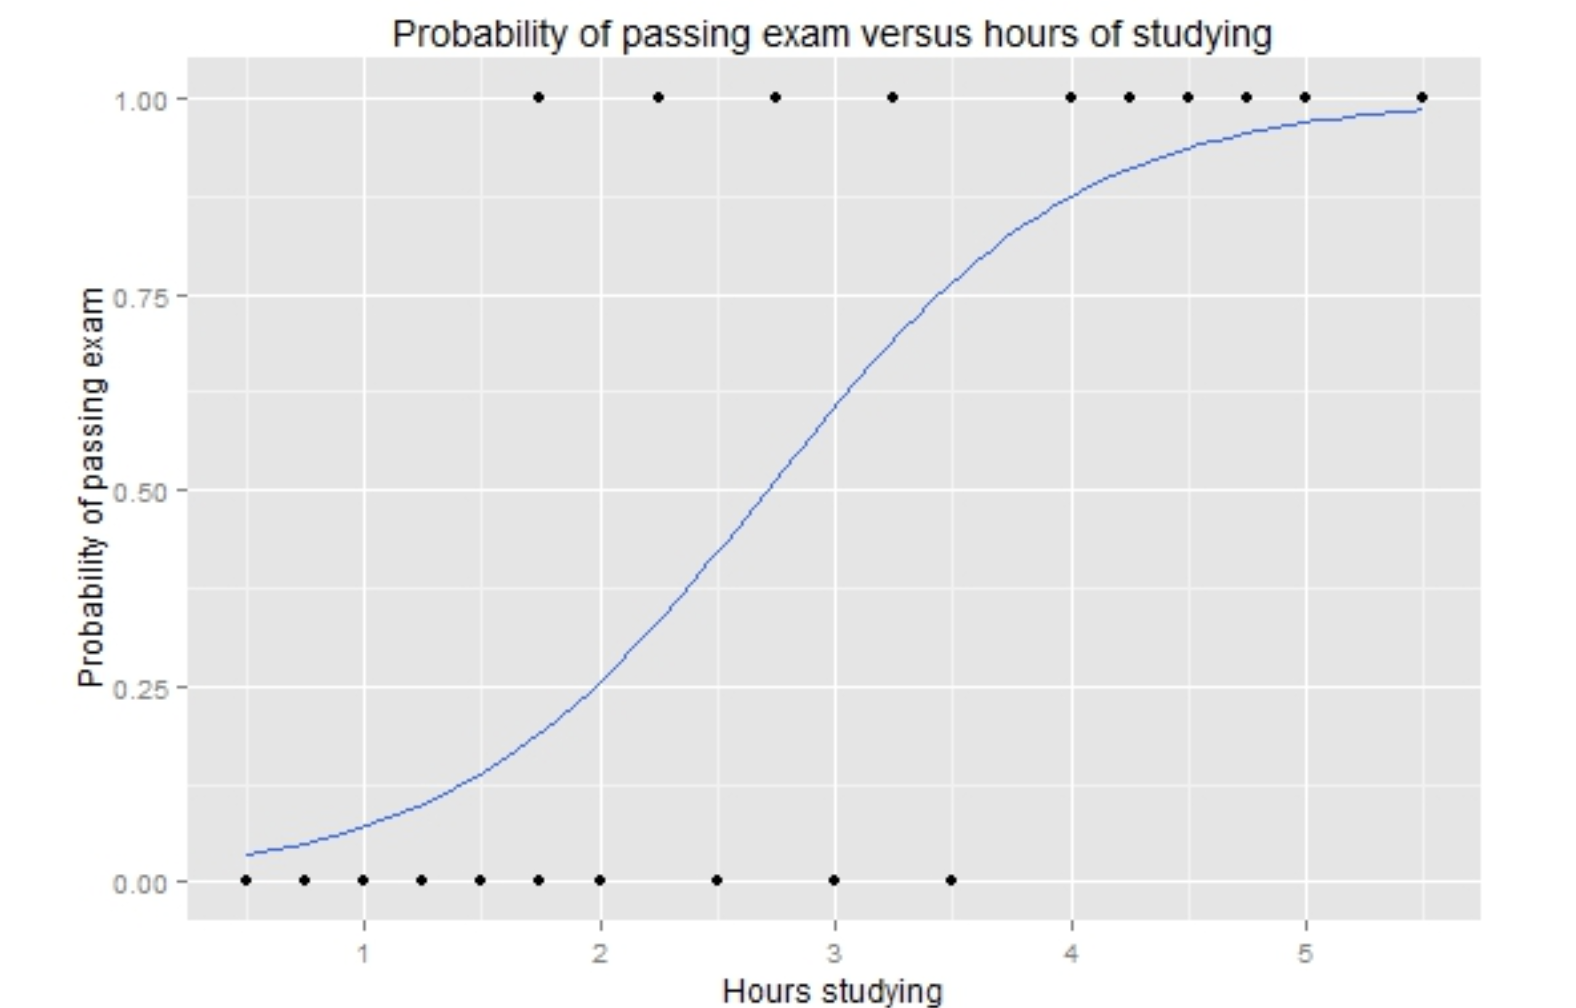 Probability of passing exam versus hours of studying
Probability of passing exam
1.00
0.75
0.50
0.25
0.00
1 2 3 4 5
Hours studying